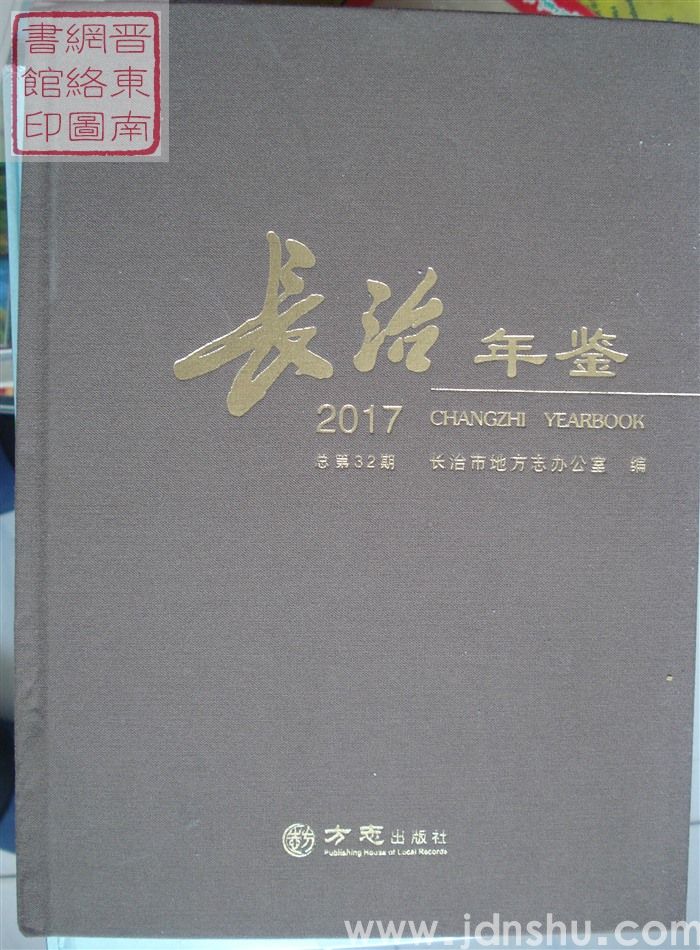 晋東南
網絡圖
書館印
长治年鉴
2017 CHANGZHI YEARBOOK
总第32期 长治市地方志办公室 编
方志出版社
Publishing House of Local Records
www.jdnshu.com